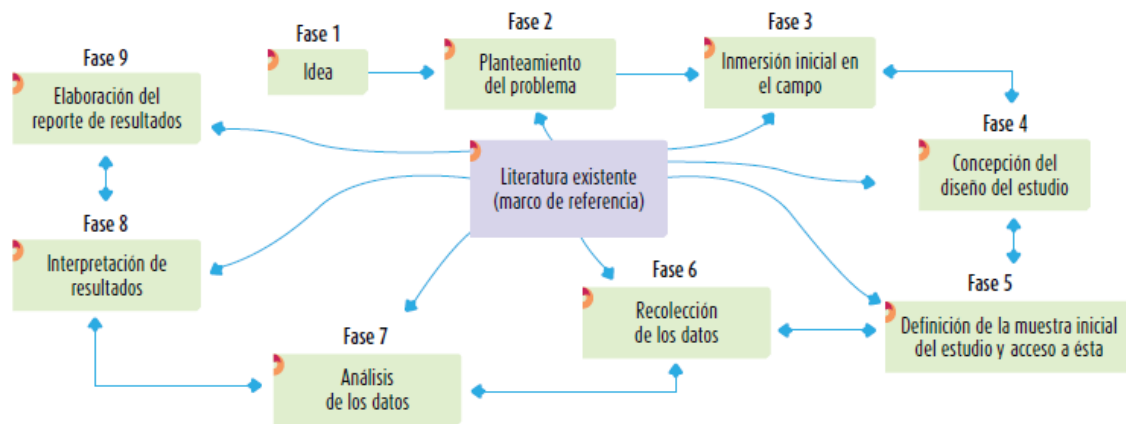 Fase 1
Idea
Fase 2
Planteamiento
del problema
Fase 3
Inmersión inicial en
el campo
Fase 4
Concepción del
diseño del estudio
Fase 5
Definición de la muestra inicial
del estudio y acceso a ésta
Fase 6
Recolección
de los datos
Fase 7
Análisis
de los datos
Fase 8
Interpretación de
resultados
Fase 9
Elaboración del
reporte de resultados
Literatura existente
(marco de referencia)